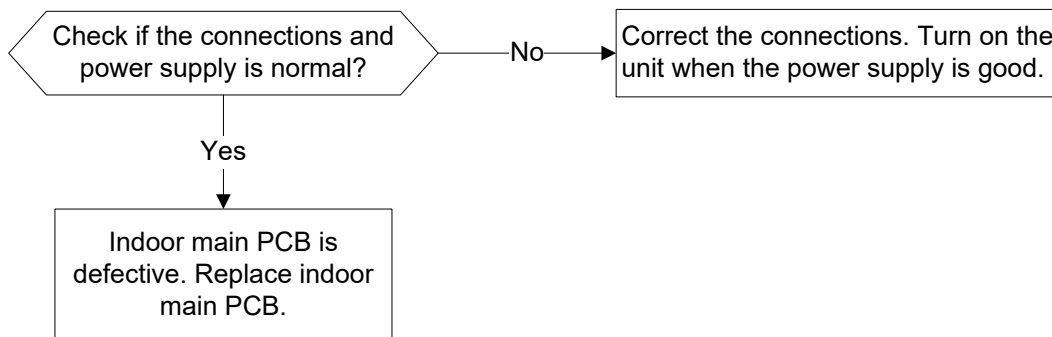 Check if the connections and
power supply is normal?
No
Correct the connections. Turn on the
unit when the power supply is good.
Yes
Indoor main PCB is
defective. Replace indoor
main PCB.